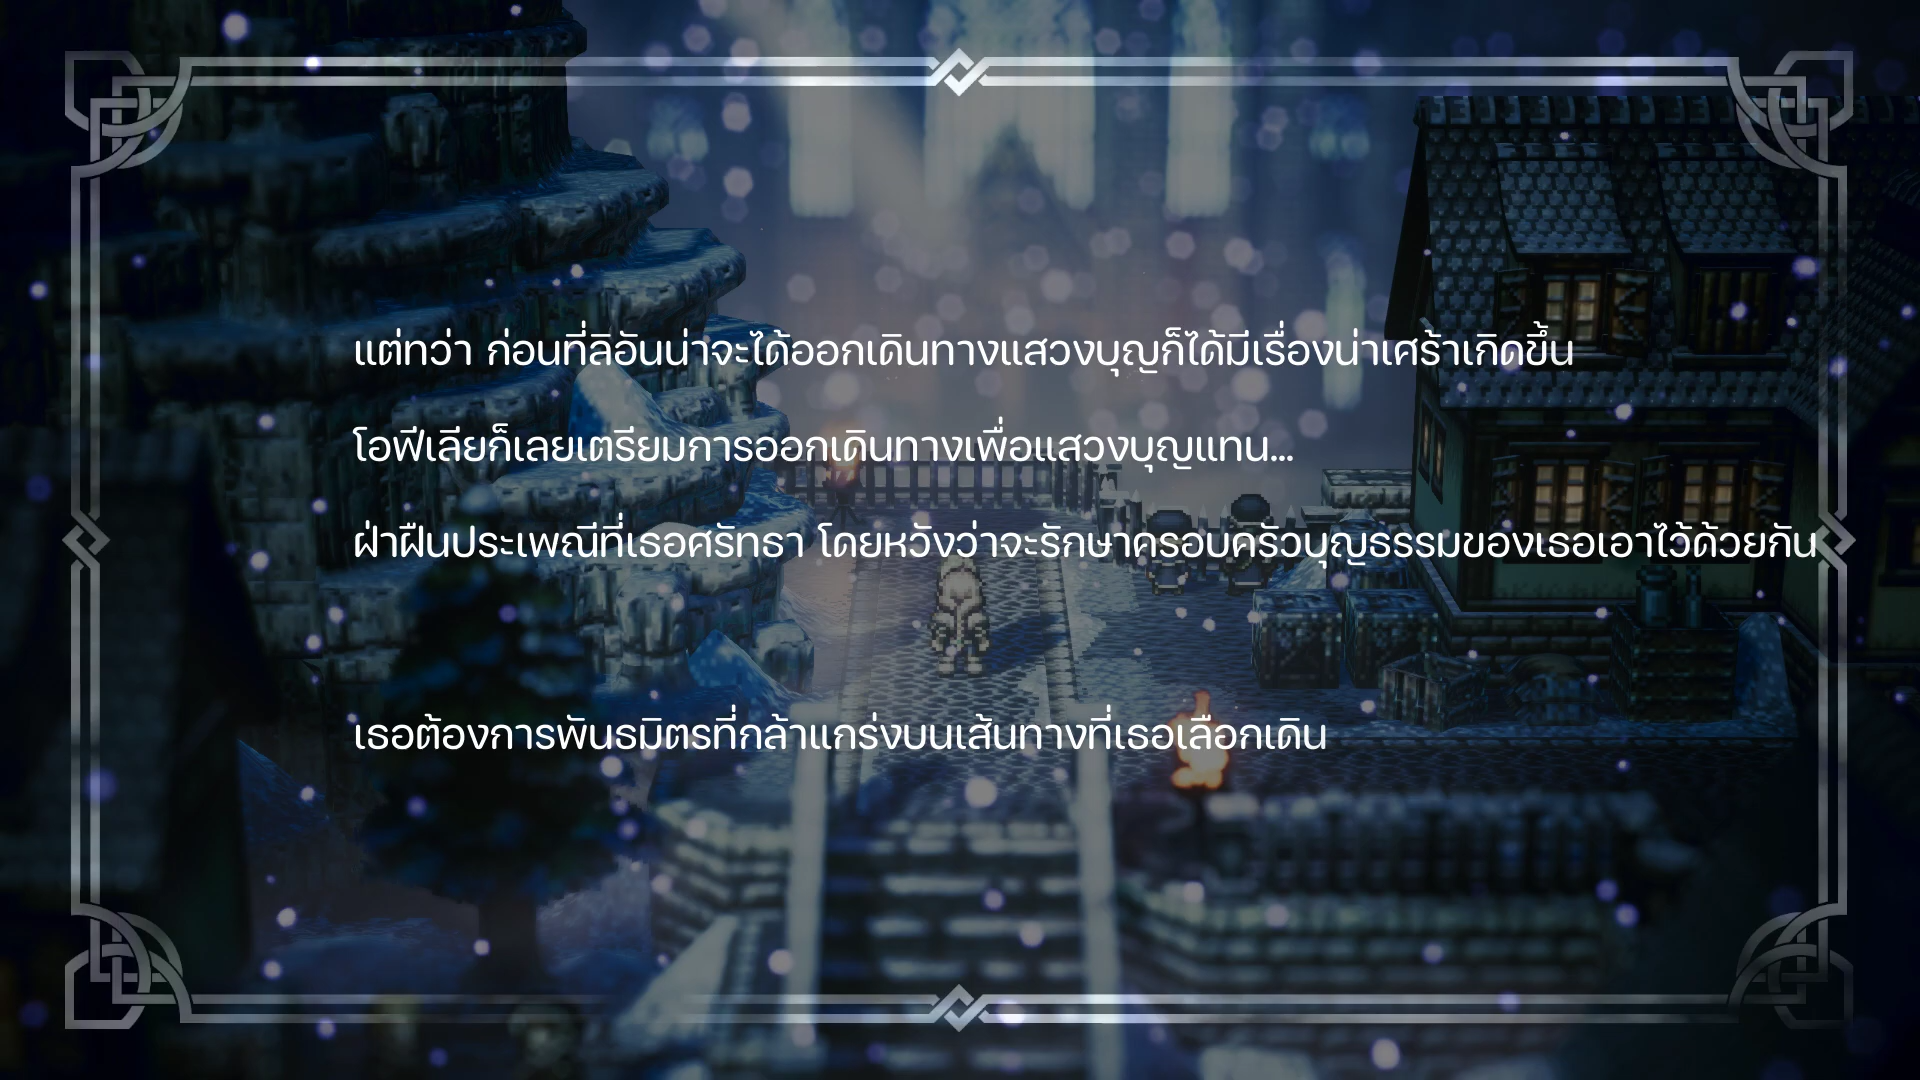 แต่ทว่า ก่อนที่ลิอันน่าจะได้ออกเดินทางแสวงบุญก็ได้มีเรื่องน่าเศร้าเกิดขึ้น
โอฟีเลียก็เลยเตรียมการออกเดินทางเพื่อแสวงบุญแทน...
ฝ่าฝืนประเพณีที่เธอศรัทธา โดยหวังว่าจะรักษาครอบครัวบุญธรรมของเธอเอาไว้ด้วยกัน
เธอต้องการพันธมิตรที่กล้าแกร่งบนเส้นทางที่เธอเลือกเดิน